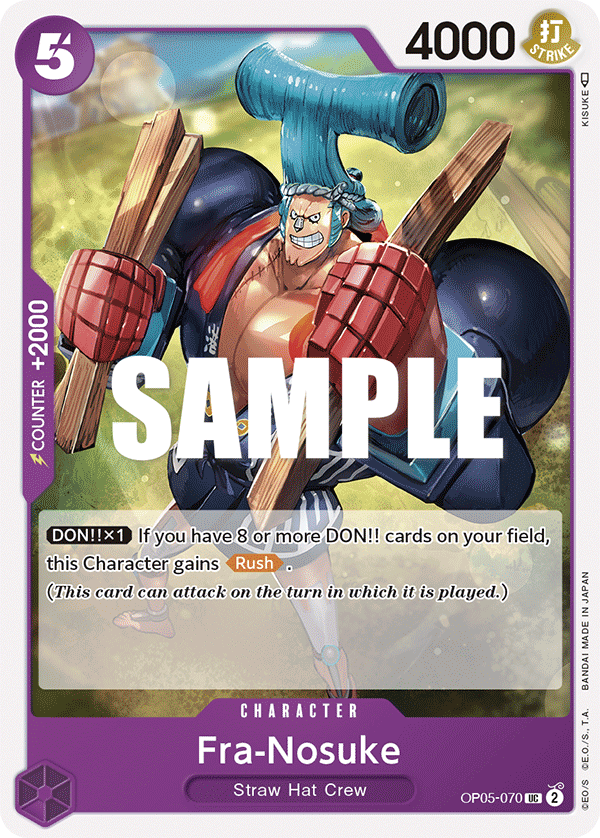 5
4000
打
STRIKE
KISUKE
COUNTER +2000
SAMPLE
DON!!×1 If you have 8 or more DON!! cards on your field,
this Character gains Rush .
(This card can attack on the turn in which it is played.)
CHARACTER
Fra-Nosuke
Straw Hat Crew
OP05-070 UC 2
©EO/S ©E.O./S., T.A. BANDAI MADE IN JAPAN